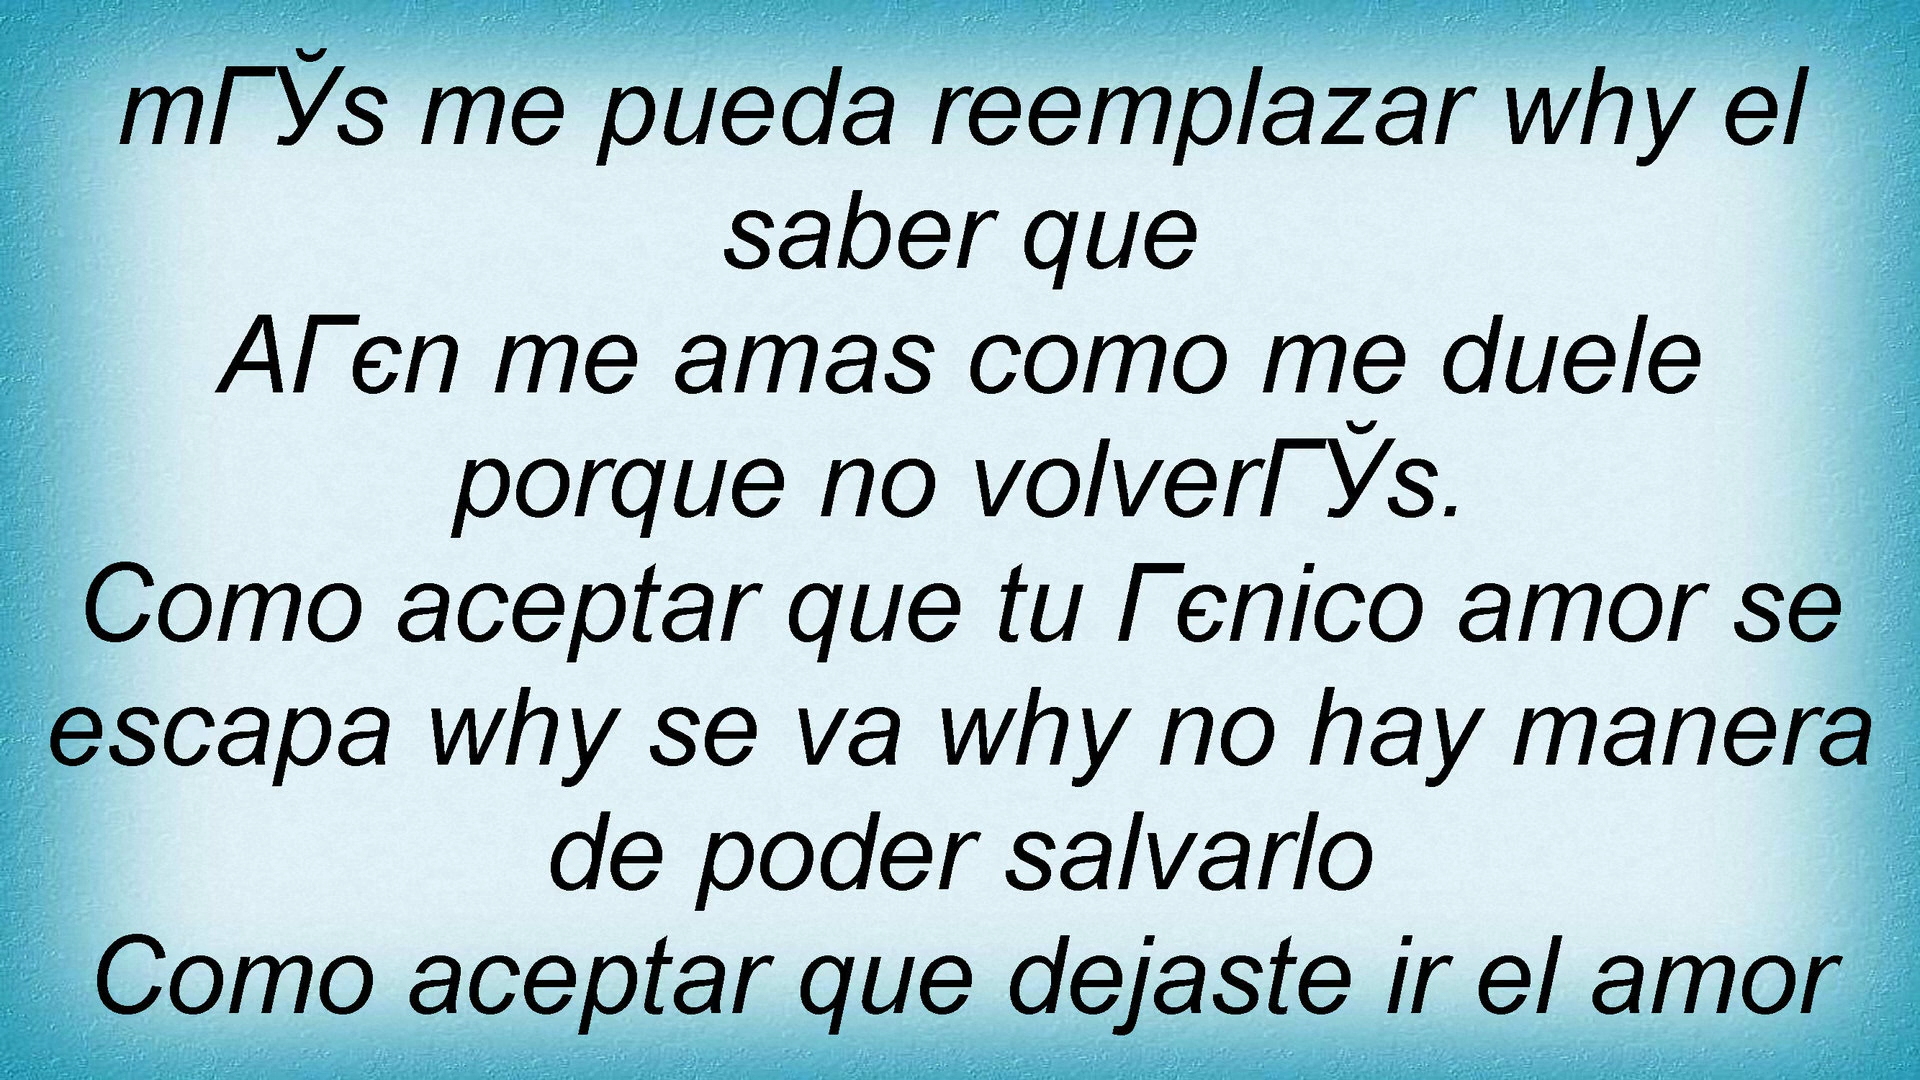 mГЎs me pueda reemplazar why el
saber que
AГєn me amas como me duele
porque no volverГЎs.
Como aceptar que tu Гєnico amor se
escapa why se va why no hay manera
de poder salvarlo
Como aceptar que dejaste ir el amor